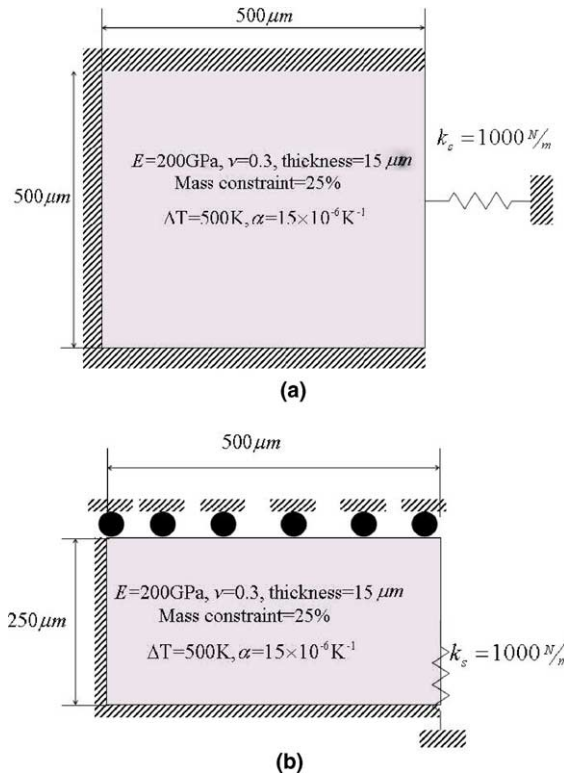 500μm
500μm
E=200GPa, ν=0.3, thickness=15 μm
Mass constraint=25%
ΔT=500K, α=15×10⁻⁶K⁻¹
k_s = 1000 N/m
(a)
500μm
250μm
E=200GPa, ν=0.3, thickness=15 μm
Mass constraint=25%
ΔT=500K, α=15×10⁻⁶K⁻¹
k_s = 1000 N/m
(b)